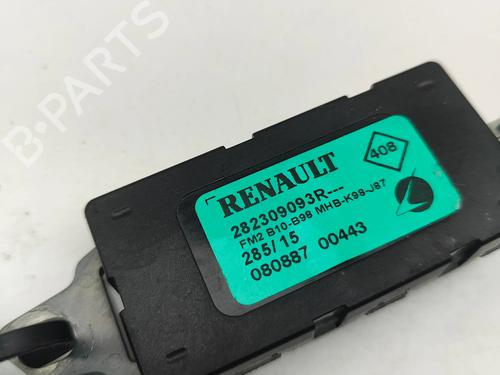 B-PARTS
RENAULT
408
282309093R---
FM2 B10-B98 MHB-K98-J87
285/15
080887 00443